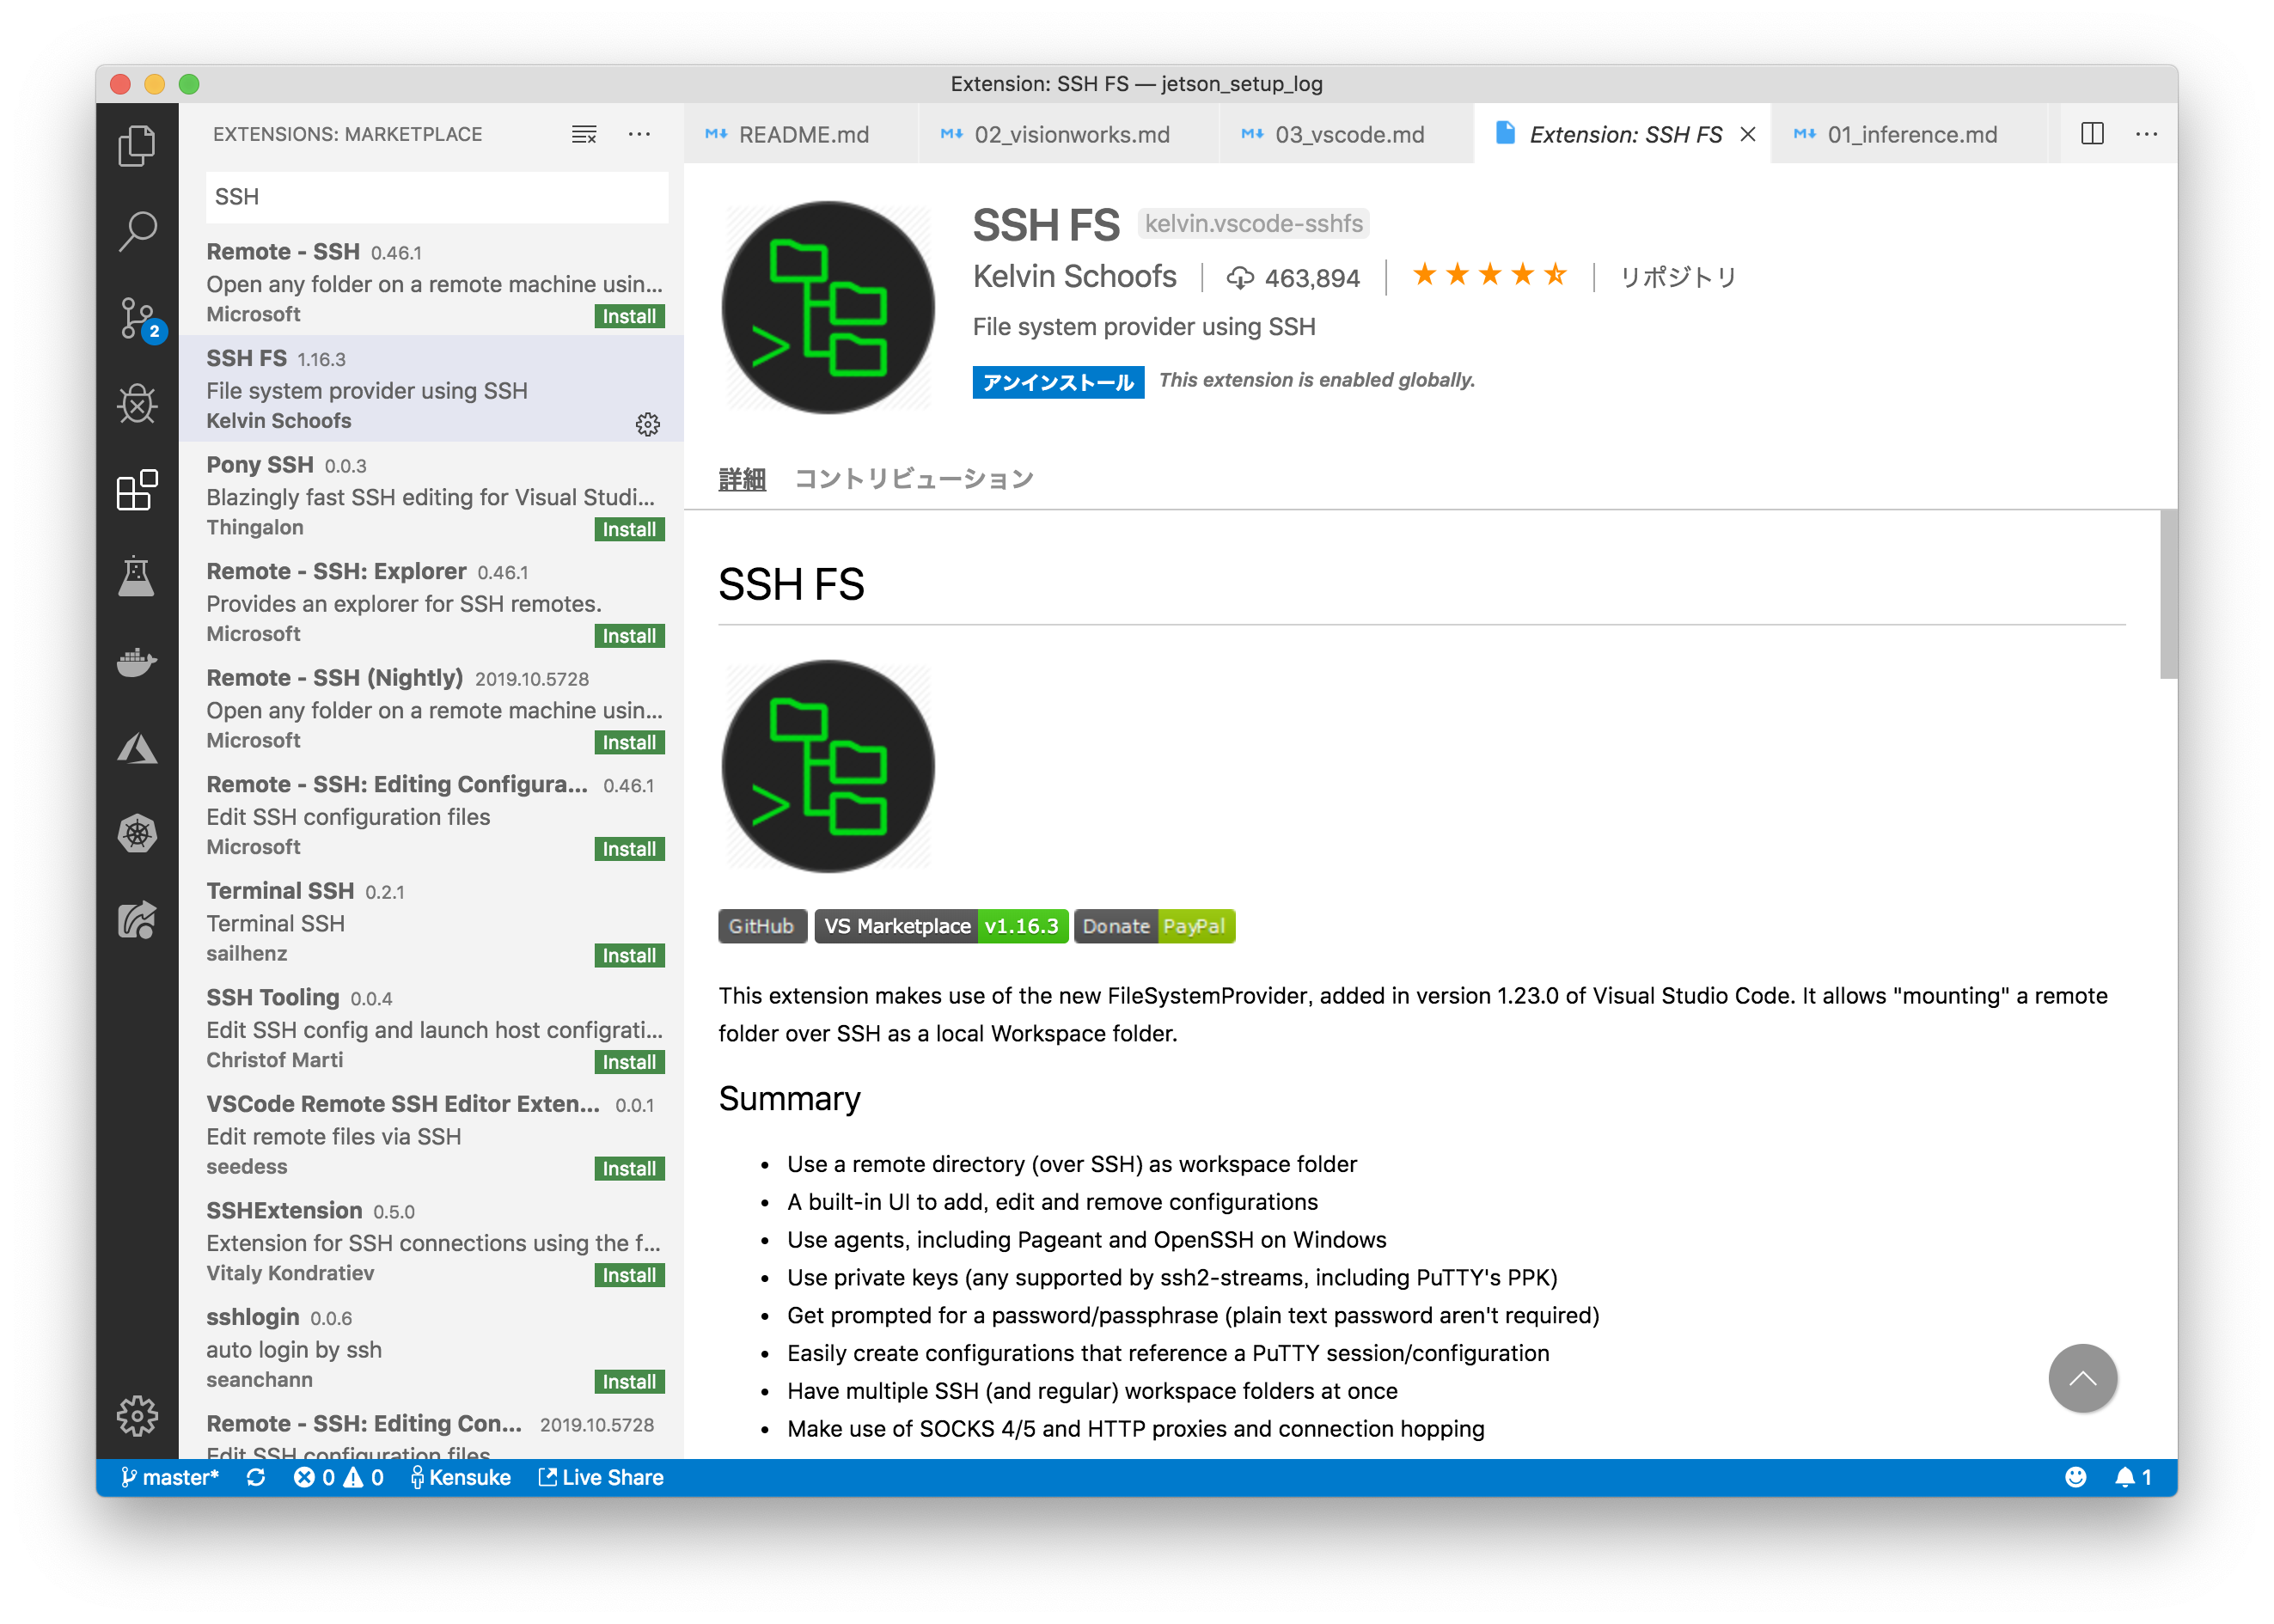 Extension: SSH FS — jetson_setup_log
EXTENSIONS: MARKETPLACE
README.md
02_visionworks.md
03_vscode.md
Extension: SSH FS
01_inference.md
SSH
Remote - SSH 0.46.1
Open any folder on a remote machine usin...
Microsoft
Install
SSH FS 1.16.3
File system provider using SSH
Kelvin Schoofs
Pony SSH 0.0.3
Blazingly fast SSH editing for Visual Studi...
Thingalon
Install
Remote - SSH: Explorer 0.46.1
Provides an explorer for SSH remotes.
Microsoft
Install
Remote - SSH (Nightly) 2019.10.5728
Open any folder on a remote machine usin...
Microsoft
Install
Remote - SSH: Editing Configura... 0.46.1
Edit SSH configuration files
Microsoft
Install
Terminal SSH 0.2.1
Terminal SSH
sailhenz
Install
SSH Tooling 0.0.4
Edit SSH config and launch host configrati...
Christof Marti
Install
VSCode Remote SSH Editor Exten... 0.0.1
Edit remote files via SSH
seedess
Install
SSHExtension 0.5.0
Extension for SSH connections using the f...
Vitaly Kondratiev
Install
sshlogin 0.0.6
auto login by ssh
seanchann
Install
Remote - SSH: Editing Con... 2019.10.5728
Edit SSH configuration files
SSH FS kelvin.vscode-sshfs
Kelvin Schoofs 463,894 リポジトリ
File system provider using SSH
アンインストール This extension is enabled globally.
詳細 コントリビューション
SSH FS
GitHub VS Marketplace v1.16.3 Donate PayPal
This extension makes use of the new FileSystemProvider, added in version 1.23.0 of Visual Studio Code. It allows "mounting" a remote
folder over SSH as a local Workspace folder.
Summary
• Use a remote directory (over SSH) as workspace folder
• A built-in UI to add, edit and remove configurations
• Use agents, including Pageant and OpenSSH on Windows
• Use private keys (any supported by ssh2-streams, including PuTTY's PPK)
• Get prompted for a password/passphrase (plain text password aren't required)
• Easily create configurations that reference a PuTTY session/configuration
• Have multiple SSH (and regular) workspace folders at once
• Make use of SOCKS 4/5 and HTTP proxies and connection hopping
2
master* 0 0 Kensuke Live Share 1